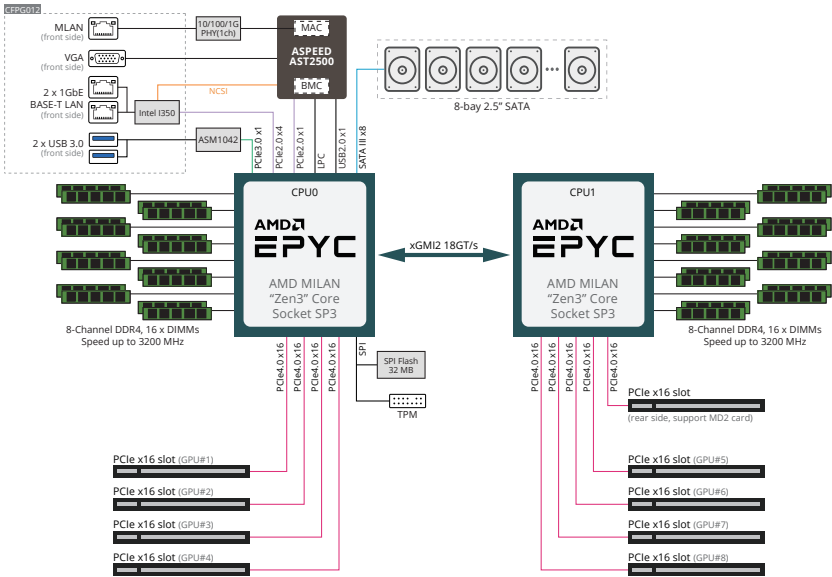 CFPG012
MLAN
(front side)
10/100/1G
PHY(1ch)
MAC
ASPEED
AST2500
BMC
VGA
(front side)
NCSI
2 x 1GbE
BASE-T LAN
(front side)
Intel I350
2 x USB 3.0
(front side)
ASM1042
8-bay 2.5” SATA
PCIe3.0 x1
PCIe2.0 x4
PCIe2.0 x1
LPC
USB2.0 x1
SATA III x8
CPU0
AMD
EPYC
AMD MILAN
“Zen3” Core
Socket SP3
xGMI2 18GT/s
CPU1
AMD
EPYC
AMD MILAN
“Zen3” Core
Socket SP3
8-Channel DDR4, 16 x DIMMs
Speed up to 3200 MHz
8-Channel DDR4, 16 x DIMMs
Speed up to 3200 MHz
PCIe4.0 x16
PCIe4.0 x16
PCIe4.0 x16
PCIe4.0 x16
SPI
SPI Flash
32 MB
TPM
PCIe4.0 x16
PCIe4.0 x16
PCIe4.0 x16
PCIe4.0 x16
PCIe4.0 x16
PCIe x16 slot
(rear side, support MD2 card)
PCIe x16 slot (GPU#1)
PCIe x16 slot (GPU#2)
PCIe x16 slot (GPU#3)
PCIe x16 slot (GPU#4)
PCIe x16 slot (GPU#5)
PCIe x16 slot (GPU#6)
PCIe x16 slot (GPU#7)
PCIe x16 slot (GPU#8)